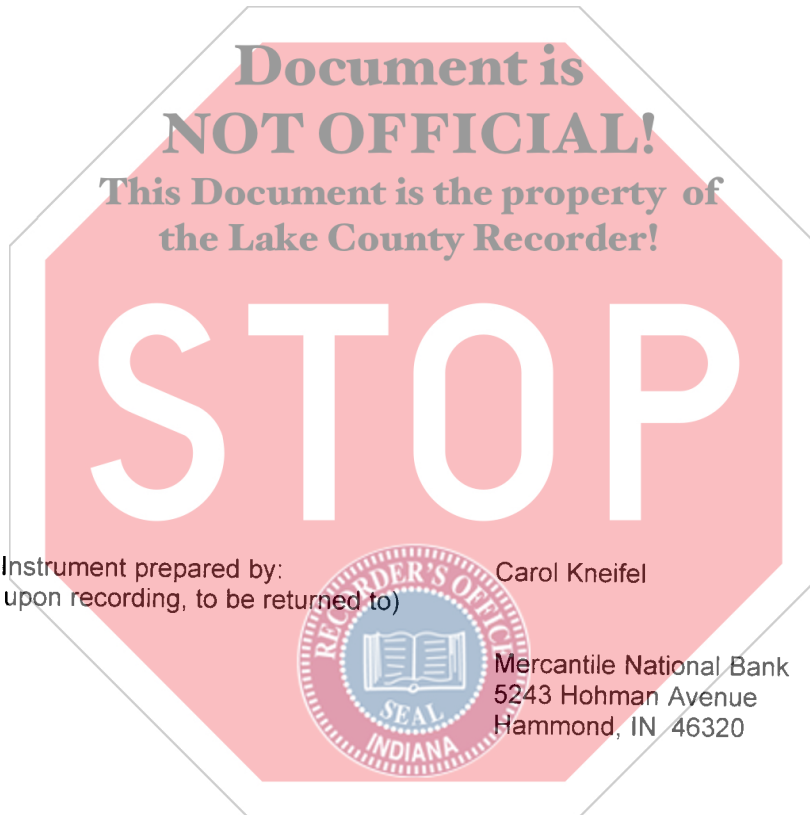 Document is
NOT OFFICIAL!
This Document is the property of
the Lake County Recorder!
STOP
Instrument prepared by:
Carol Kneifel
upon recording, to be returned to)
RECORDER'S OFFICE
SEAL
INDIANA
Mercantile National Bank
5243 Hohman Avenue
Hammond, IN 46320